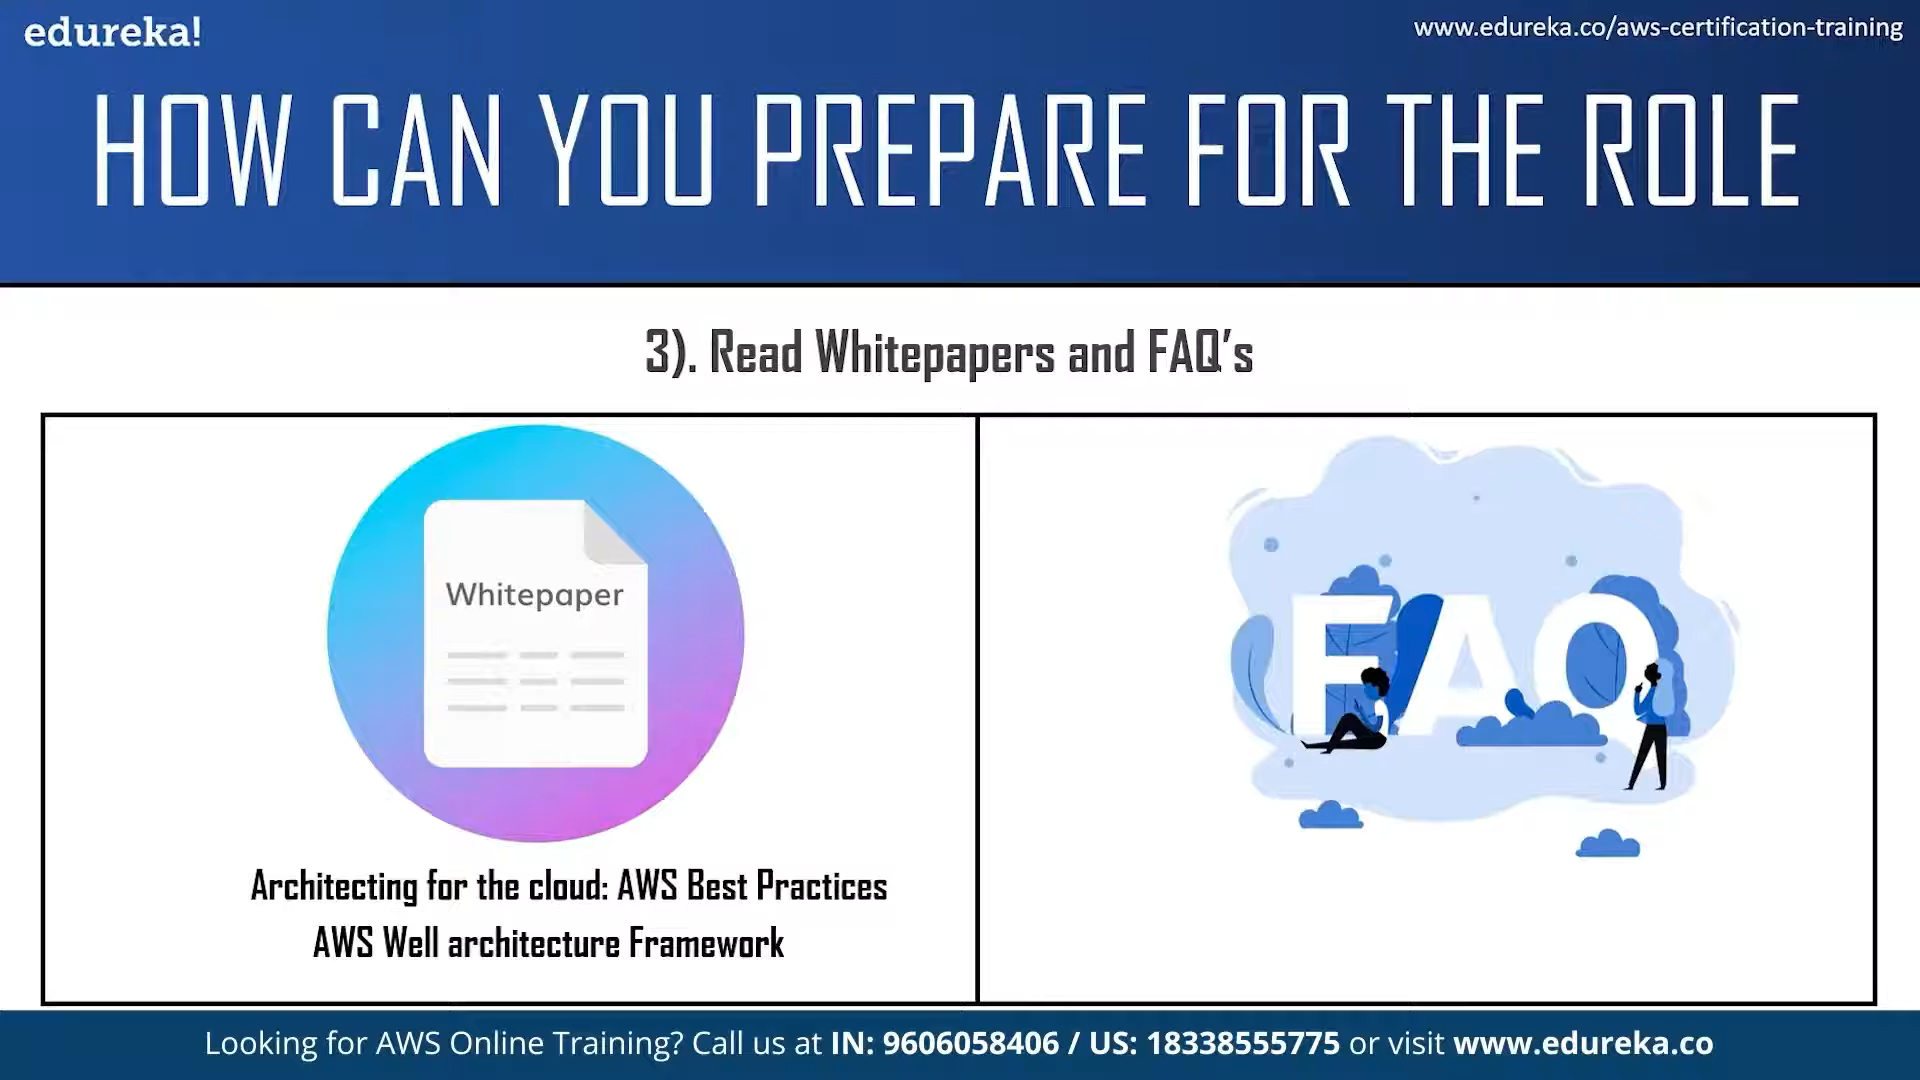 edureka!
www.edureka.co/aws-certification-training
HOW CAN YOU PREPARE FOR THE ROLE
3). Read Whitepapers and FAQ's
Whitepaper
FAQ
Architecting for the cloud: AWS Best Practices
AWS Well architecture Framework
Looking for AWS Online Training? Call us at IN: 9606058406 / US: 18338555775 or visit www.edureka.co